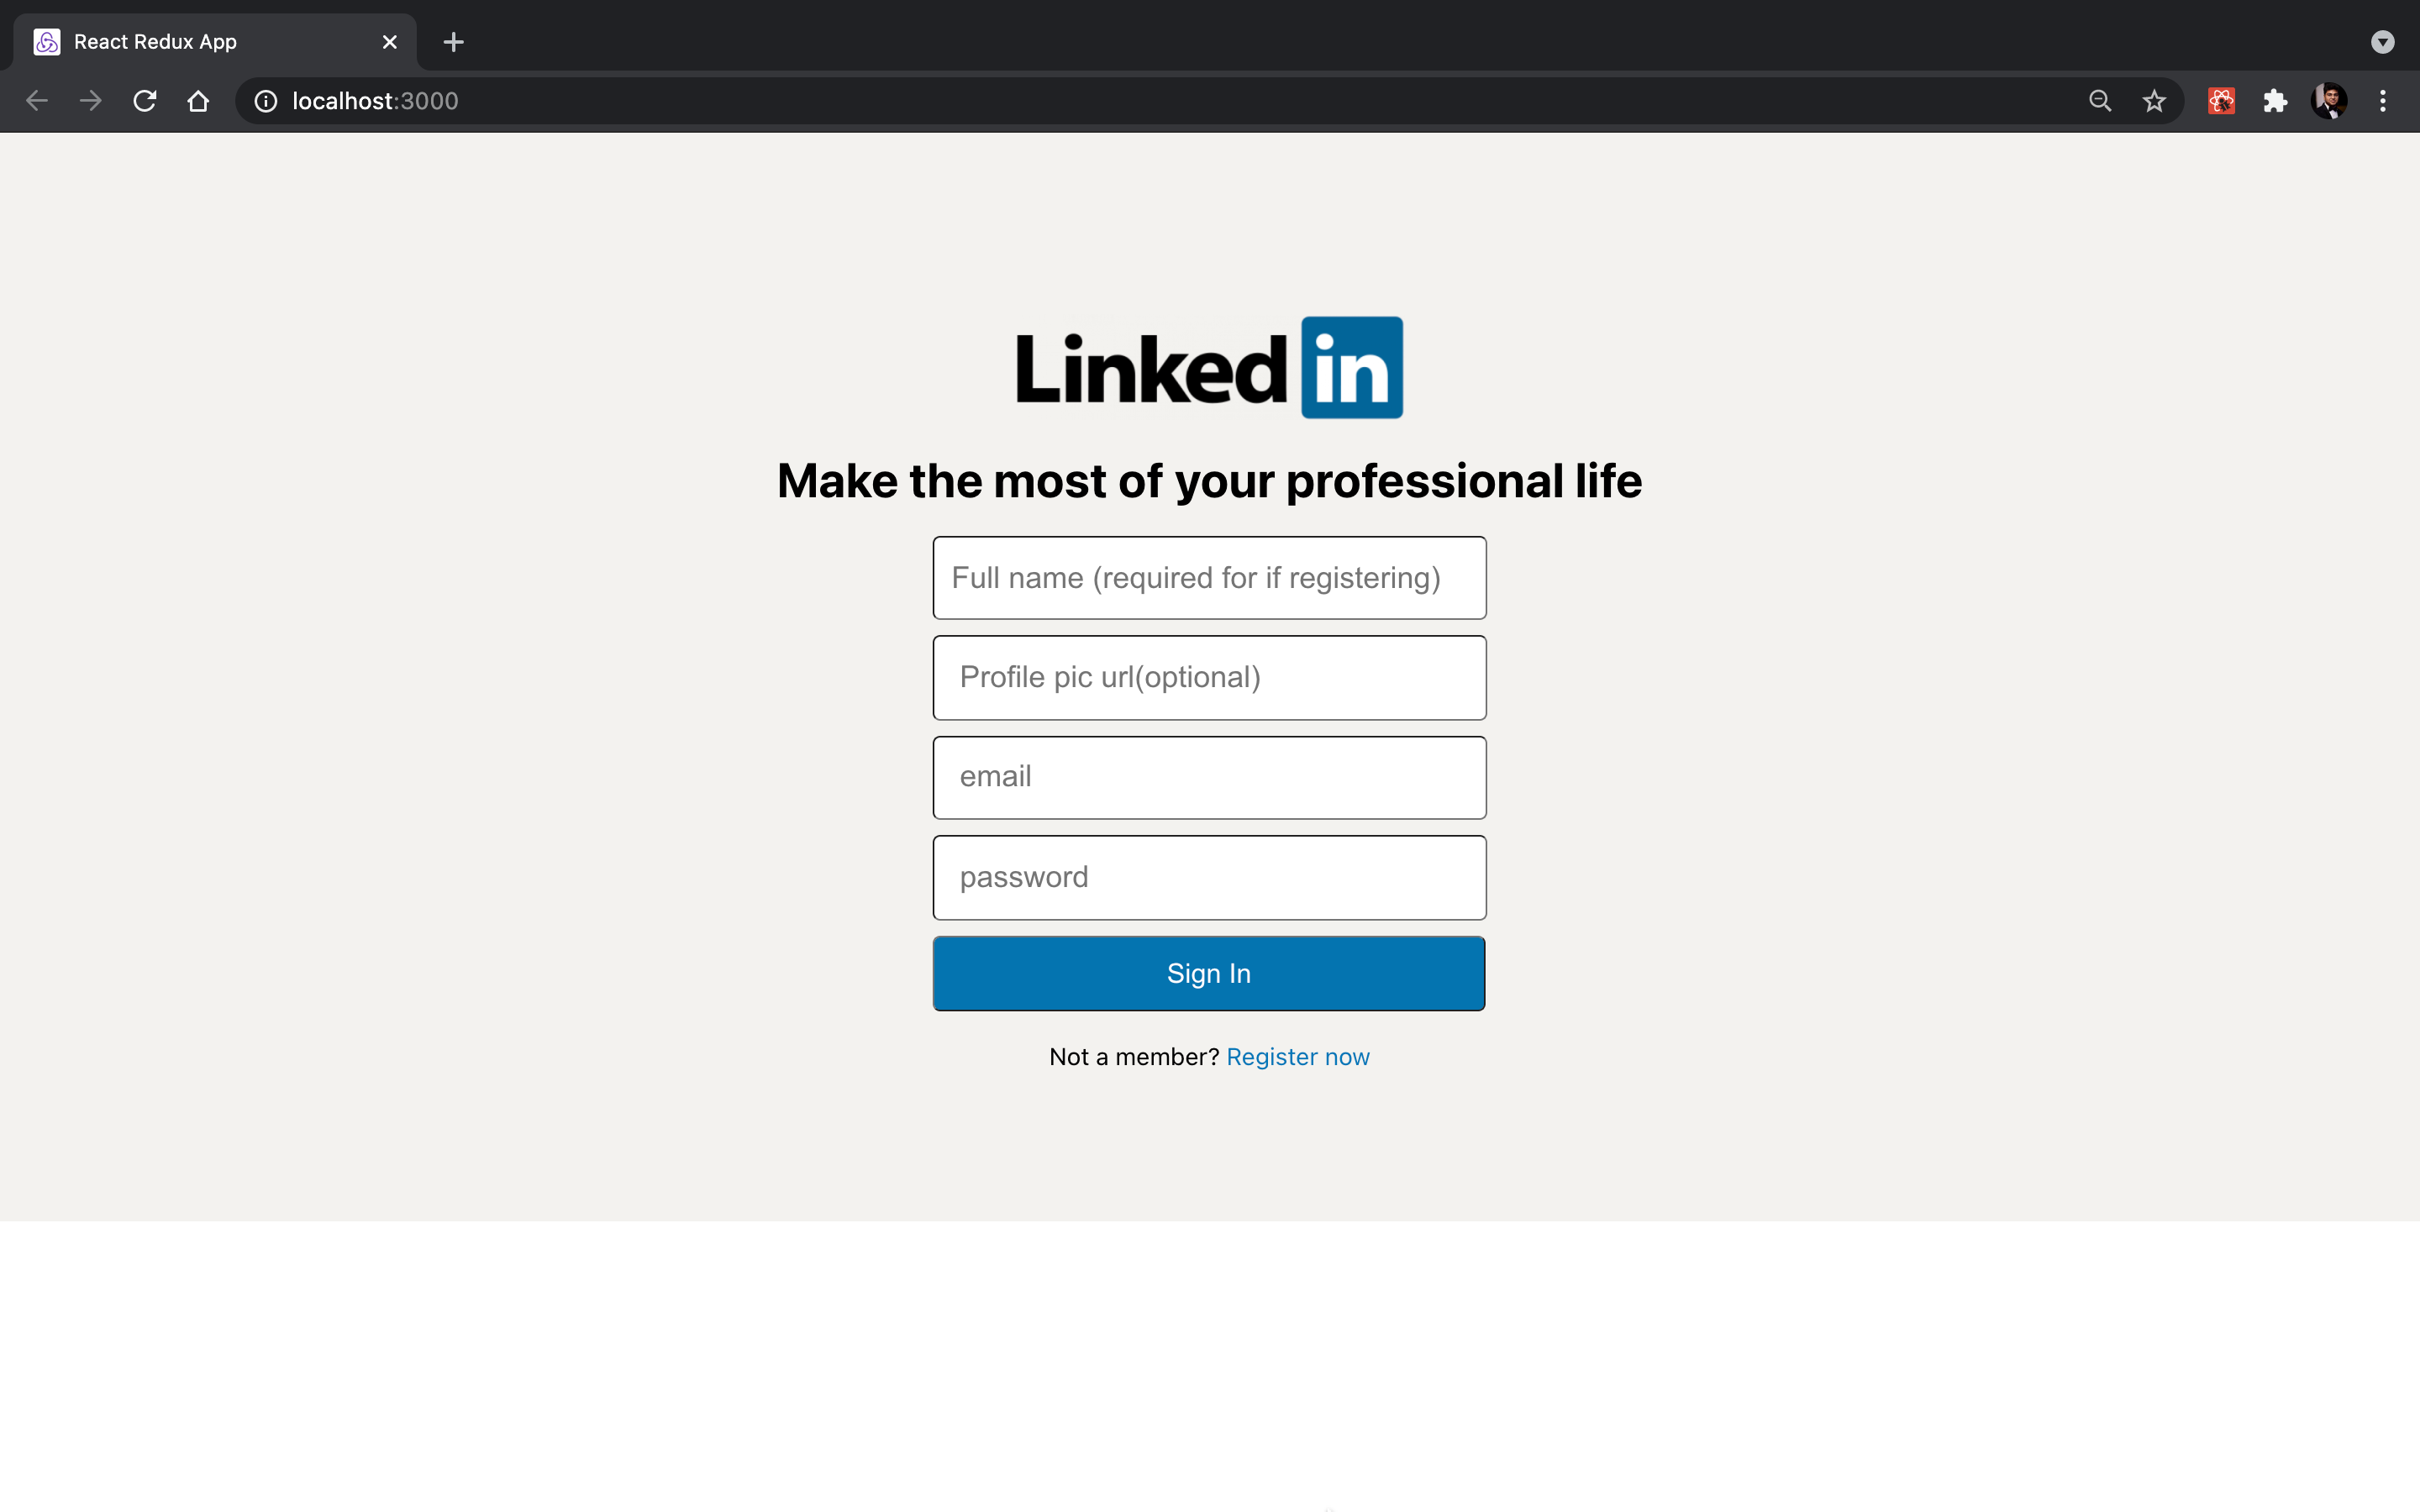 React Redux App
localhost:3000
Linked in
Make the most of your professional life
Full name (required for if registering)
Profile pic url(optional)
email
password
Sign In
Not a member? Register now